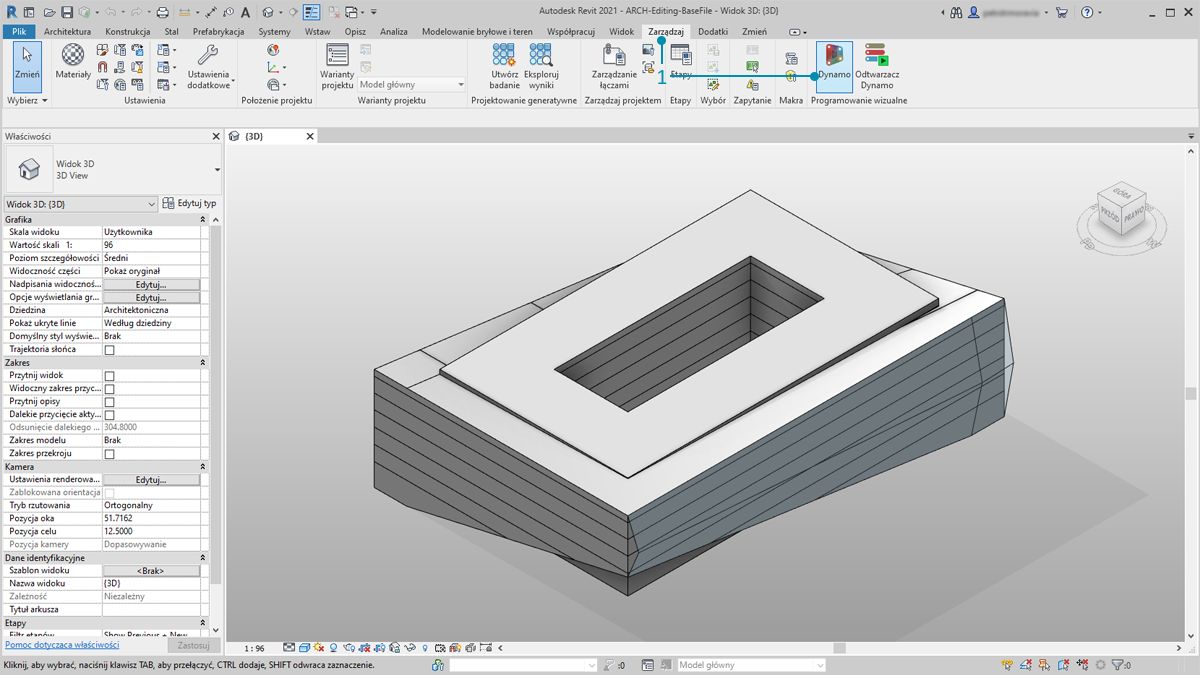 Autodesk Revit 2021 - ARCH-Editing-BaseFile - Widok 3D: {3D}
Plik Architektura Konstrukcja Stal Prefabrykacja Systemy Wstaw Opisz Analiza Modelowanie bryłowe i teren Współpracuj Widok Zarządzaj Dodatki Zmień
1
Zmień
Materiały
Ustawienia dodatkowe
Warianty projektu
Model główny
Utwórz badanie
Eksploruj wyniki
Zarządzanie łączami
Etapy
Dynamo
Odtwarzacz Dynamo
Wybierz Ustawienia Położenie projektu Warianty projektu Projektowanie generatywne Zarządzaj projektem Etapy Wybór Zapytanie Makra Programowanie wizualne
Właściwości
{3D}
Widok 3D
3D View
Widok 3D: {3D} Edytuj typ
Grafika
Skala widoku Użytkownika
Wartość skali 1: 96
Poziom szczegółowości Średni
Widoczność części Pokaż oryginał
Nadpisania widocznoś... Edytuj...
Opcje wyświetlania gr... Edytuj...
Dziedzina Architektoniczna
Pokaż ukryte linie Według dziedziny
Domyślny styl wyświe... Brak
Trajektoria słońca
Zakres
Przytnij widok
Widoczny zakres przyc...
Przytnij opisy
Dalekie przycięcie akty...
Odsunięcie dalekiego ... 304.8000
Zakres modelu Brak
Zakres przekroju
Kamera
Ustawienia renderowa... Edytuj...
Zablokowana orientacja
Tryb rzutowania Ortogonalny
Pozycja oka 51.7162
Pozycja celu 12.5000
Pozycja kamery Dopasowywanie
Dane identyfikacyjne
Szablon widoku <Brak>
Nazwa widoku {3D}
Zależność Niezależny
Tytuł arkusza
Etapy
Filtr etapów Show Previous + New
Pomoc dotycząca właściwości Zastosuj
GÓRA
PRZÓD
PRAWO
1 : 96
Kliknij, aby wybrać, naciśnij klawisz TAB, aby przełączyć, CTRL dodaje, SHIFT odwraca zaznaczenie.
:0
Model główny
:0